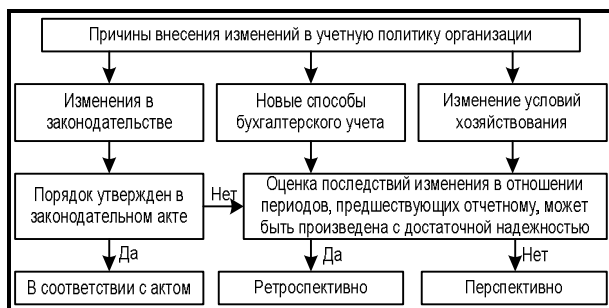 Причины внесения изменений в учетную политику организации
Изменения в
законодательстве
Новые способы
бухгалтерского учета
Изменение условий
хозяйствования
Порядок утвержден в
законодательном акте
Нет
Оценка последствий изменения в отношении
периодов, предшествующих отчетному, может
быть произведена с достаточной надежностью
Да
Да
Нет
В соответствии с актом
Ретроспективно
Перспективно